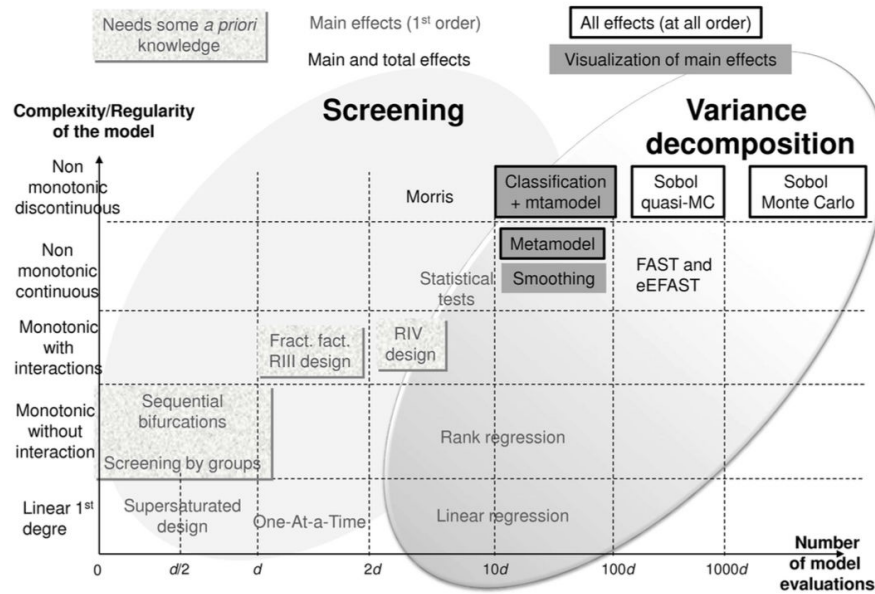 Needs some a priori
knowledge
Main effects (1st order)
All effects (at all order)
Main and total effects
Visualization of main effects
Complexity/Regularity
of the model
Screening
Variance
decomposition
Non
monotonic
discontinuous
Morris
Classification
+ mtamodel
Sobol
quasi-MC
Sobol
Monte Carlo
Non
monotonic
continuous
Metamodel
Statistical
tests
Smoothing
FAST and
eEFAST
Monotonic
with
interactions
Fract. fact.
RIII design
RIV
design
Monotonic
without
interaction
Sequential
bifurcations
Screening by groups
Rank regression
Linear 1st
degre
Supersaturated
design
One-At-a-Time
Linear regression
0
d/2
d
2d
10d
100d
1000d
Number
of model
evaluations